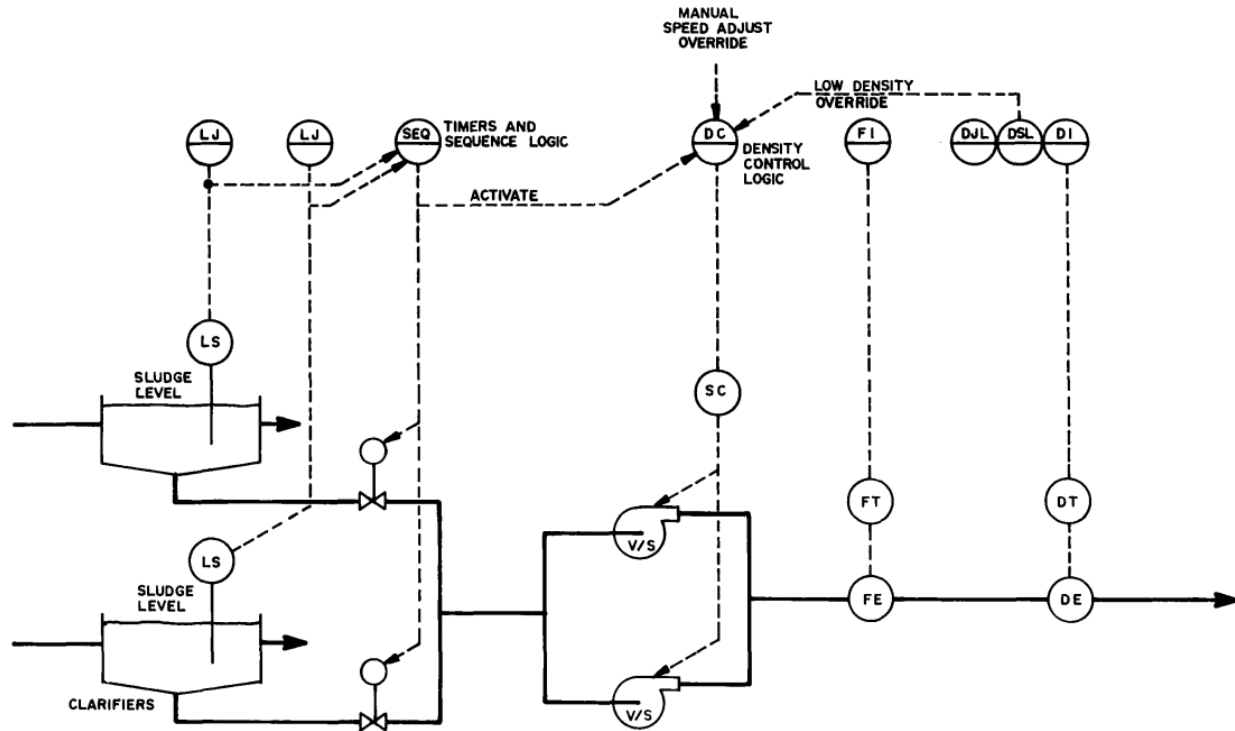 MANUAL
SPEED ADJUST
OVERRIDE
LOW DENSITY
OVERRIDE
LJ
LJ
SEQ
TIMERS AND
SEQUENCE LOGIC
DC
DENSITY
CONTROL
LOGIC
FI
DJL
DSL
DI
ACTIVATE
LS
SLUDGE
LEVEL
SC
FT
DT
V/S
LS
SLUDGE
LEVEL
FE
DE
CLARIFIERS
V/S